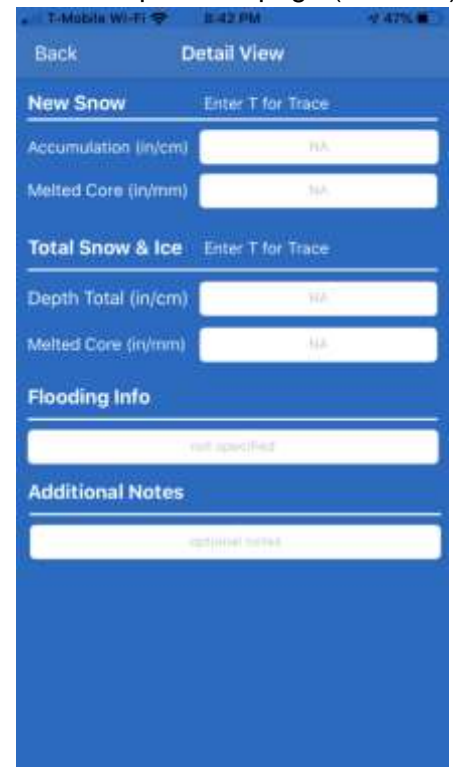 T-Mobile Wi-Fi 8:42 PM 47%
Back Detail View
New Snow Enter T for Trace
Accumulation (in/cm) NA
Melted Core (in/mm) NA
Total Snow & Ice Enter T for Trace
Depth Total (in/cm) NA
Melted Core (in/mm) NA
Flooding Info
not specified
Additional Notes
optional notes